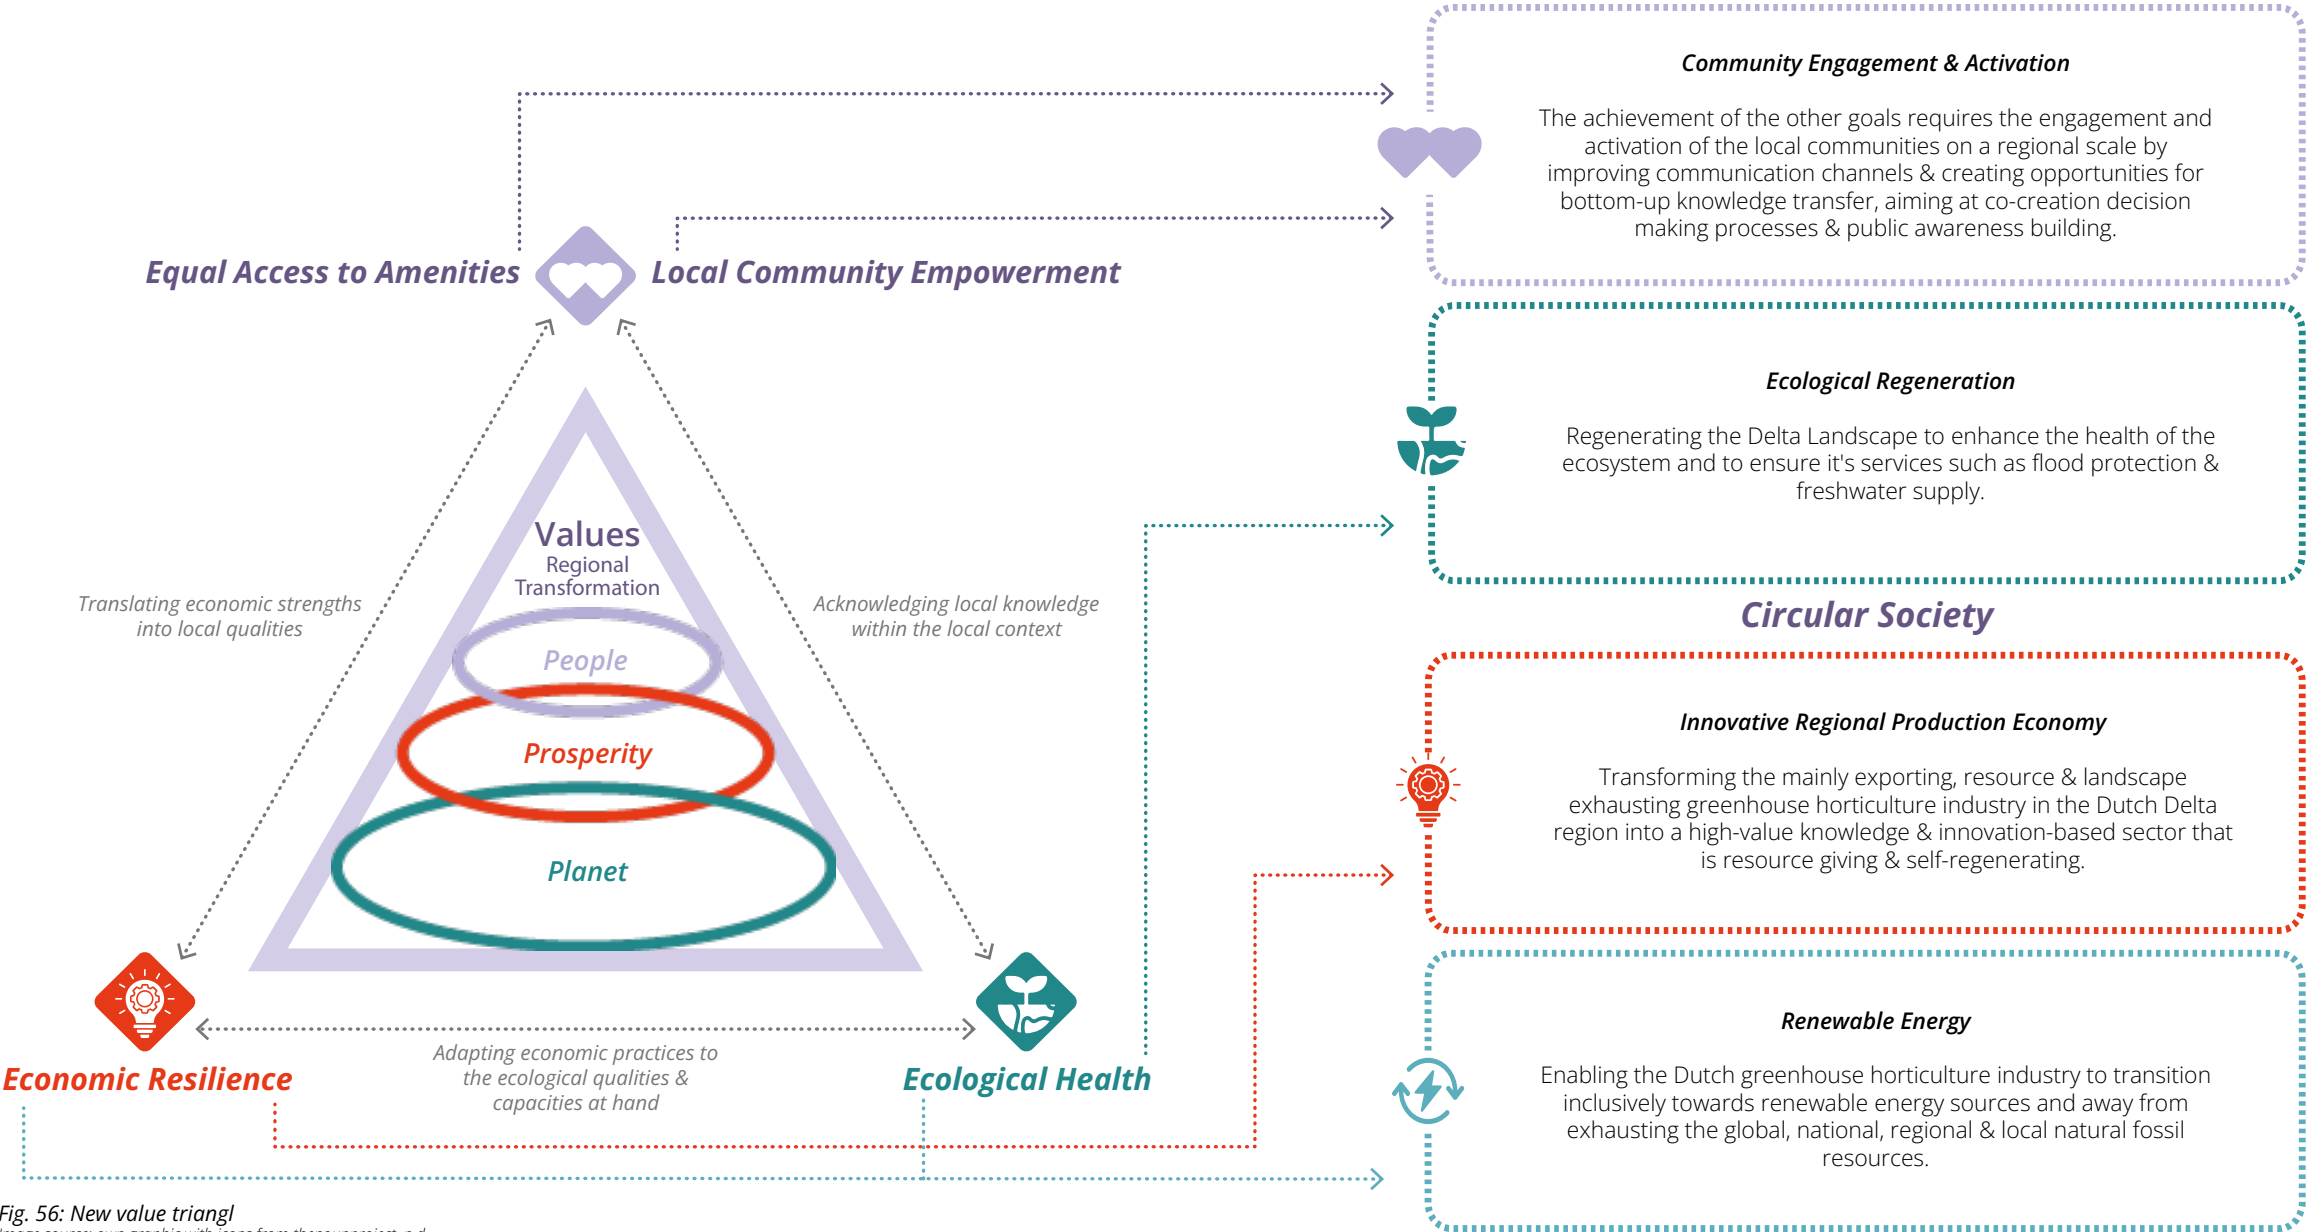 Community Engagement & Activation
The achievement of the other goals requires the engagement and
activation of the local communities on a regional scale by
improving communication channels & creating opportunities for
bottom-up knowledge transfer, aiming at co-creation decision
making processes & public awareness building.
Equal Access to Amenities
Local Community Empowerment
Ecological Regeneration
Regenerating the Delta Landscape to enhance the health of the
ecosystem and to ensure it's services such as flood protection &
freshwater supply.
Values
Regional
Transformation
Translating economic strengths
into local qualities
Acknowledging local knowledge
within the local context
Circular Society
People
Prosperity
Planet
Innovative Regional Production Economy
Transforming the mainly exporting, resource & landscape
exhausting greenhouse horticulture industry in the Dutch Delta
region into a high-value knowledge & innovation-based sector that
is resource giving & self-regenerating.
Adapting economic practices to
the ecological qualities &
capacities at hand
Economic Resilience
Ecological Health
Renewable Energy
Enabling the Dutch greenhouse horticulture industry to transition
inclusively towards renewable energy sources and away from
exhausting the global, national, regional & local natural fossil
resources.
Fig. 56: New value triangl